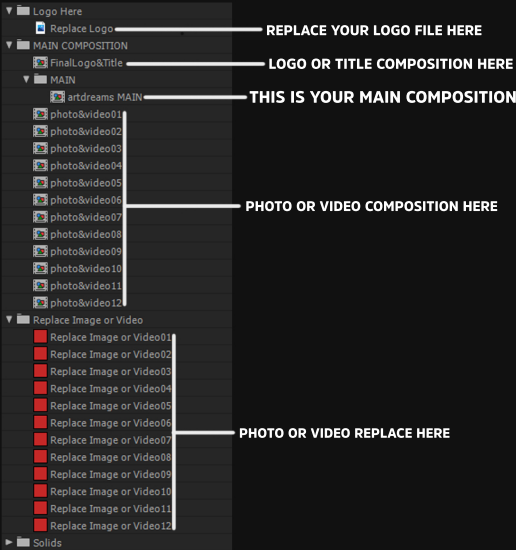 Logo Here
Replace Logo REPLACE YOUR LOGO FILE HERE
MAIN COMPOSITION
FinalLogo&Title LOGO OR TITLE COMPOSITION HERE
MAIN
artdreams MAIN THIS IS YOUR MAIN COMPOSITION
photo&video01
photo&video02
photo&video03
photo&video04
photo&video05
photo&video06 PHOTO OR VIDEO COMPOSITION HERE
photo&video07
photo&video08
photo&video09
photo&video10
photo&video11
photo&video12
Replace Image or Video
Replace Image or Video01
Replace Image or Video02
Replace Image or Video03
Replace Image or Video04
Replace Image or Video05
Replace Image or Video06
Replace Image or Video07 PHOTO OR VIDEO REPLACE HERE
Replace Image or Video08
Replace Image or Video09
Replace Image or Video10
Replace Image or Video11
Replace Image or Video12
Solids